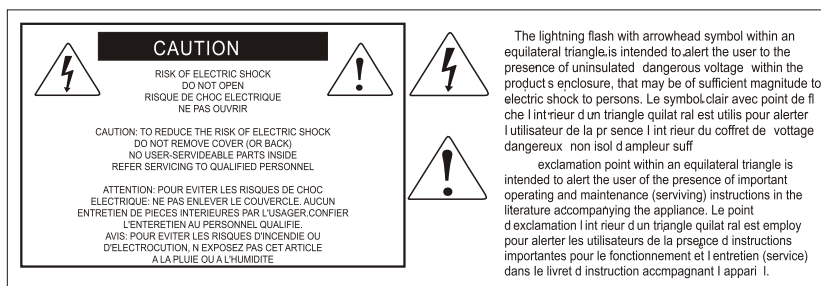 CAUTION
RISK OF ELECTRIC SHOCK
DO NOT OPEN
RISQUE DE CHOC ELECTRIQUE
NE PAS OUVRIR
CAUTION: TO REDUCE THE RISK OF ELECTRIC SHOCK
DO NOT REMOVE COVER (OR BACK)
NO USER-SERVIDEABLE PARTS INSIDE
REFER SERVICING TO QUALIFIED PERSONNEL
ATTENTION: POUR EVITER LES RISQUES DE CHOC
ELECTRIQUE: NE PAS ENLEVER LE COUVERCLE. AUCUN
ENTRETIEN DE PIECES INTERIEURES PAR L'USAGER.CONFIER
L'ENTERETIEN AU PERSONNEL QUALIFIE.
AVIS: POUR EVITER LES RISQUES D'INCENDIE OU
D'ELECTROCUTION, N EXPOSEZ PAS CET ARTICLE
A LA PLUIE OU A L'HUMIDITE
The lightning flash with arrowhead symbol within an
equilateral triangle,is intended to alert the user to the
presence of uninsulated dangerous voltage within the
product s enclosure, that may be of sufficient magnitude to
electric shock to persons. Le symbol clair avec point de fl
che l int rieur d un triangle quilat ral est utilis pour alerter
l utilisateur de la pr sence l int rieur du coffret de vottage
dangereux non isol d ampleur suff
exclamation point within an equilateral triangle is
intended to alert the user of the presence of important
operating and maintenance (serviving) instructions in the
literature accompanying the appliance. Le point
d exclamation l int rieur d un triangle quilat ral est employ
pour alerter les utilisateurs de la prsence d instructions
importantes pour le fonctionnement et l entretien (service)
dans le livret d instruction accmpagnant l appari l.